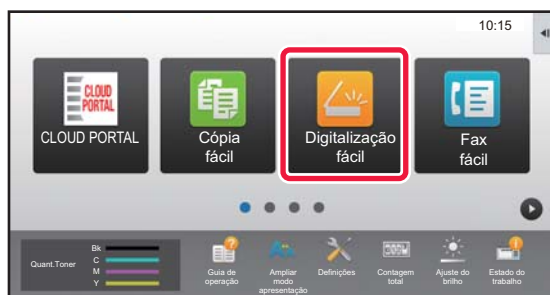 10:15
CLOUD
PORTAL
CLOUD PORTAL
Cópia
fácil
Digitalização
fácil
Fax
fácil
Quant.Toner
Bk
C
M
Y
Guia de
operação
Ampliar
modo
apresentação
Definições
Contagem
total
Ajuste do
brilho
Estado do
trabalho